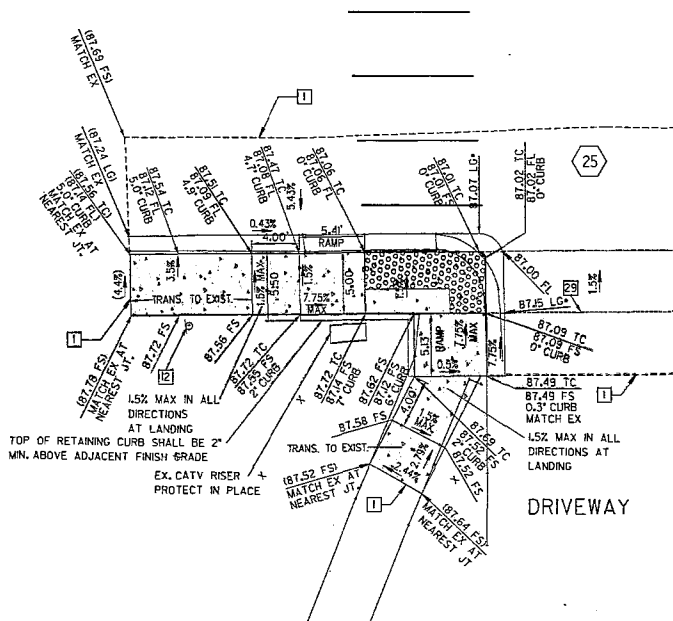 (87.69 FS)
MATCH EX
1
(87.24 LG)
MATCH EX
(87.56 TC)
(87.14 FL)
5.0" CURB
MATCH EX AT
NEAREST JT.
87.54 TC
87.12 FL
5.0" CURB
87.51 TC
87.09 FL
4.9" CURB
87.47 TC
87.08 FL
4.7" CURB
5.43%
87.06 TC
87.06 FL
0" CURB
87.01 TC
87.01 FL
0" CURB
87.07 LG*
87.02 TC
87.02 FL
0" CURB
25
0.43%
4.00'
5.41'
RAMP
87.00 FL
29
1.5%
87.15 LG*
(4.4%)
3.5%
TRANS. TO EXIST.
1.5% MAX.
5.50
1.5%
7.75%
MAX
5.00'
87.09 TC
87.09 FS
0" CURB
1
(87.78 FS)
MATCH EX AT
NEAREST JT.
87.72 FS
12
87.56 FS
87.72 TC
87.55 FS
2" CURB
87.72 TC
7" CURB
87.62 FS
87.12 FS
6" CURB
5.13'
RAMP
7.75%
MAX
0.5%
7.75%
87.49 TC
87.49 FS
0.3" CURB
MATCH EX
1
1.5% MAX IN ALL
DIRECTIONS
AT LANDING
TOP OF RETAINING CURB SHALL BE 2"
MIN. ABOVE ADJACENT FINISH GRADE
EX. CATV RISER
PROTECT IN PLACE
X
X
X
87.58 FS
4.00'
1.5%
MAX.
TRANS. TO EXIST.
2.79%
2.44%
87.69 TC
87.52 FS
2" CURB
87.52 FS
1.5% MAX IN ALL
DIRECTIONS AT
LANDING
(87.52 FS)
MATCH EX AT
NEAREST JT.
1
(87.64 FS)
MATCH EX AT
NEAREST JT
DRIVEWAY